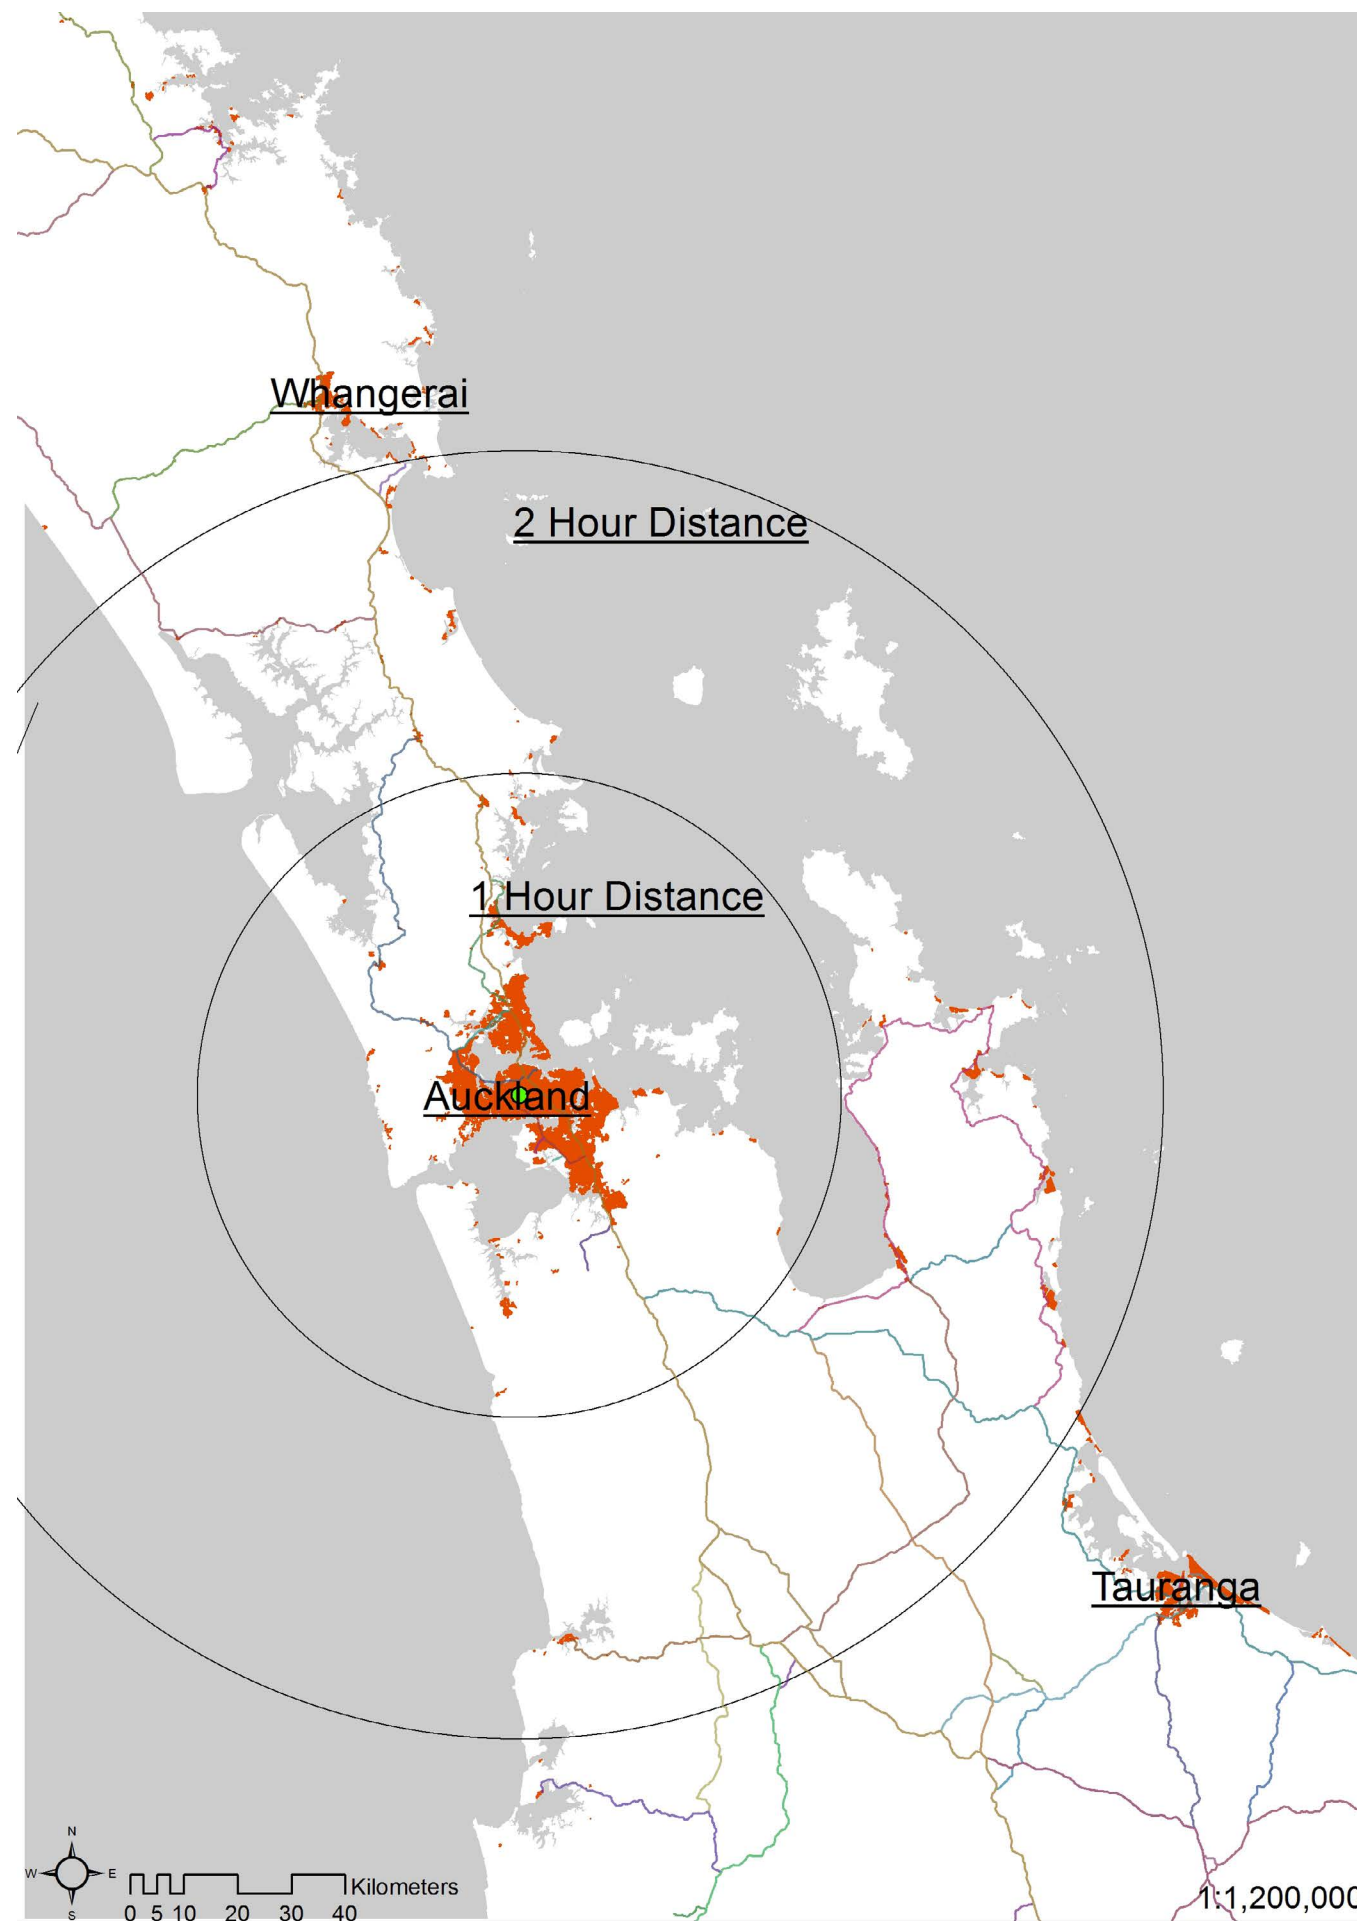 Whangerai
2 Hour Distance
1 Hour Distance
Auckland
Tauranga
N
W E
S
Kilometers
0 5 10 20 30 40
1:1,200,000